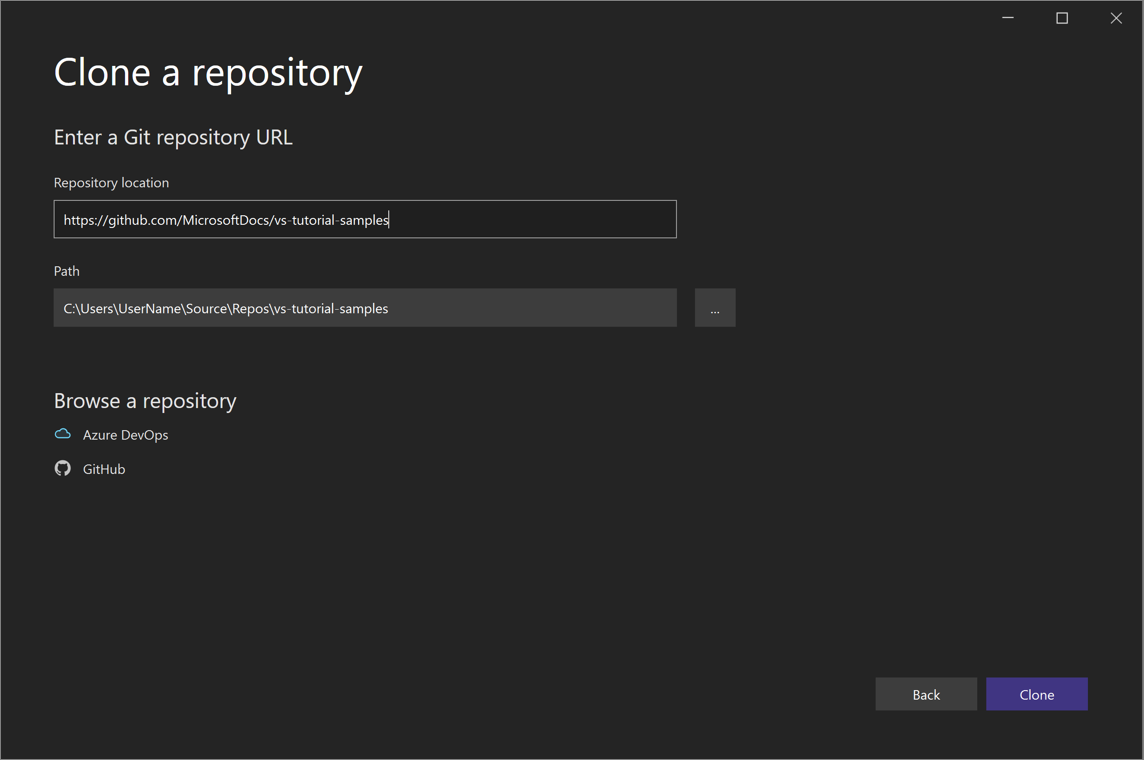 Clone a repository
Enter a Git repository URL
Repository location
https://github.com/MicrosoftDocs/vs-tutorial-samples
Path
C:\Users\UserName\Source\Repos\vs-tutorial-samples
...
Browse a repository
Azure DevOps
GitHub
Back
Clone